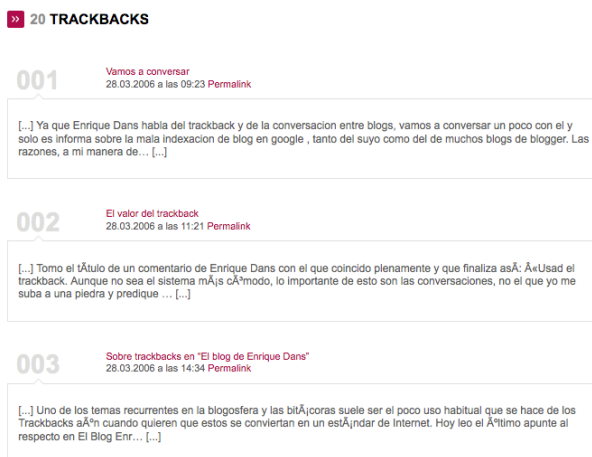 » 20 TRACKBACKS
001
Vamos a conversar
28.03.2006 a las 09:23 Permalink
[...] Ya que Enrique Dans habla del trackback y de la conversacion entre blogs, vamos a conversar un poco con el y
solo es informa sobre la mala indexacion de blog en google , tanto del suyo como del de muchos blogs de blogger. Las
razones, a mi manera de… [...]
002
El valor del trackback
28.03.2006 a las 11:21 Permalink
[...] Tomo el tÃtulo de un comentario de Enrique Dans con el que coincido plenamente y que finaliza asÃ: Â«Usad el
trackback. Aunque no sea el sistema mÃ¡s cÃ³modo, lo importante de esto son las conversaciones, no el que yo me
suba a una piedra y predique … [...]
003
Sobre trackbacks en “El blog de Enrique Dans”
28.03.2006 a las 14:34 Permalink
[...] Uno de los temas recurrentes en la blogosfera y las bitÃ¡coras suele ser el poco uso habitual que se hace de los
Trackbacks aÃºn cuando quieren que estos se conviertan en un estÃ¡ndar de Internet. Hoy leo el Ãºltimo apunte al
respecto en El Blog Enr… [...]